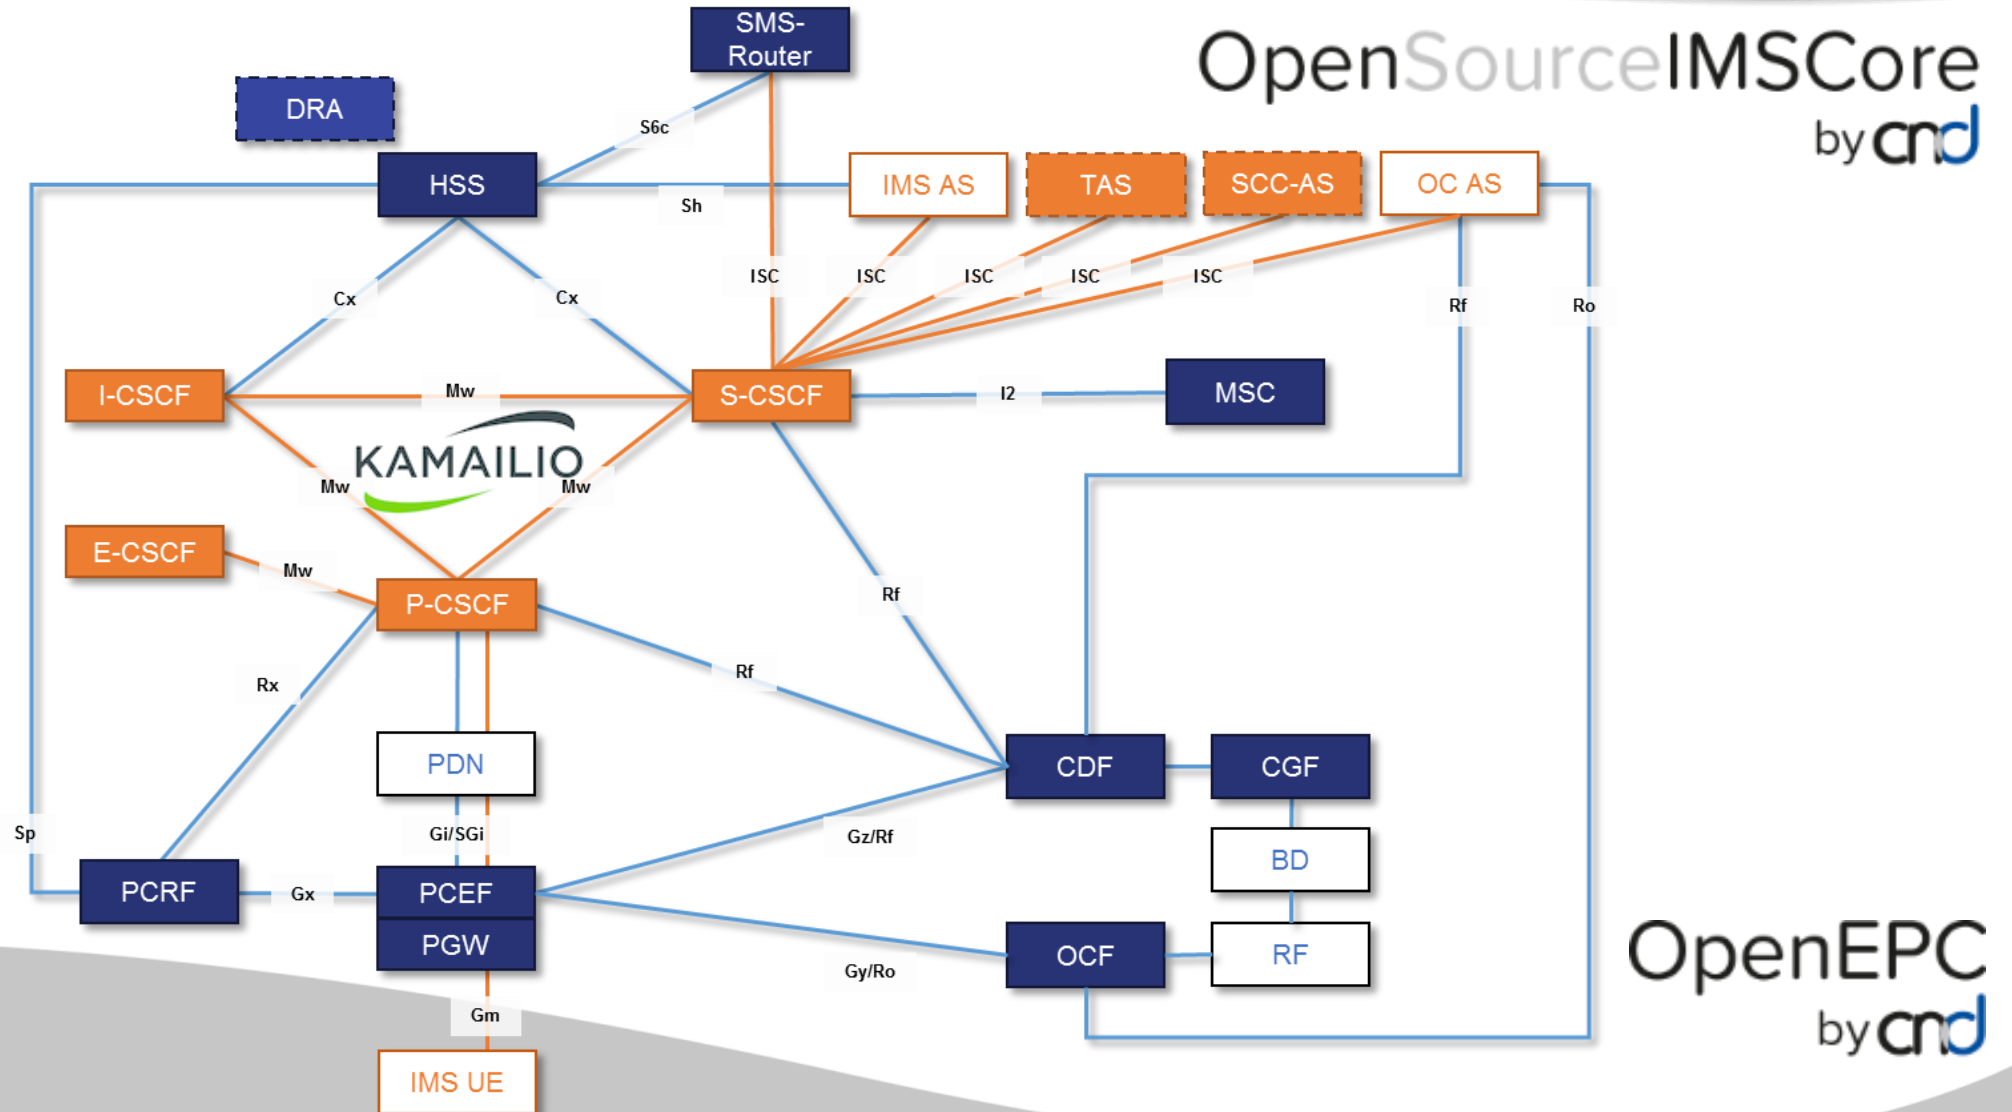 SMS-
Router
OpenSourceIMSCore
by cnd
DRA
S6c
HSS
IMS AS
TAS
SCC-AS
OC AS
Sh
ISC
ISC
ISC
ISC
ISC
Cx
Cx
Rf
Ro
I-CSCF
Mw
S-CSCF
I2
MSC
KAMAILIO
Mw
Mw
E-CSCF
Mw
P-CSCF
Rf
Rx
Rf
PDN
CDF
CGF
Sp
Gi/SGi
Gz/Rf
BD
PCRF
Gx
PCEF
PGW
OCF
RF
Gy/Ro
OpenEPC
by cnd
Gm
IMS UE